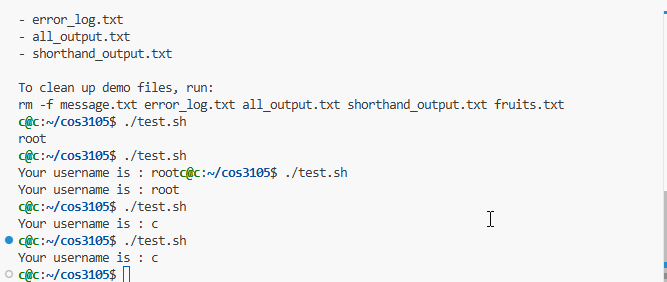 - error_log.txt
- all_output.txt
- shorthand_output.txt
To clean up demo files, run:
rm -f message.txt error_log.txt all_output.txt shorthand_output.txt fruits.txt
c@c:~/cos3105$ ./test.sh
root
c@c:~/cos3105$ ./test.sh
Your username is : rootc@c:~/cos3105$ ./test.sh
Your username is : root
c@c:~/cos3105$ ./test.sh
Your username is : c
c@c:~/cos3105$ ./test.sh
Your username is : c
c@c:~/cos3105$